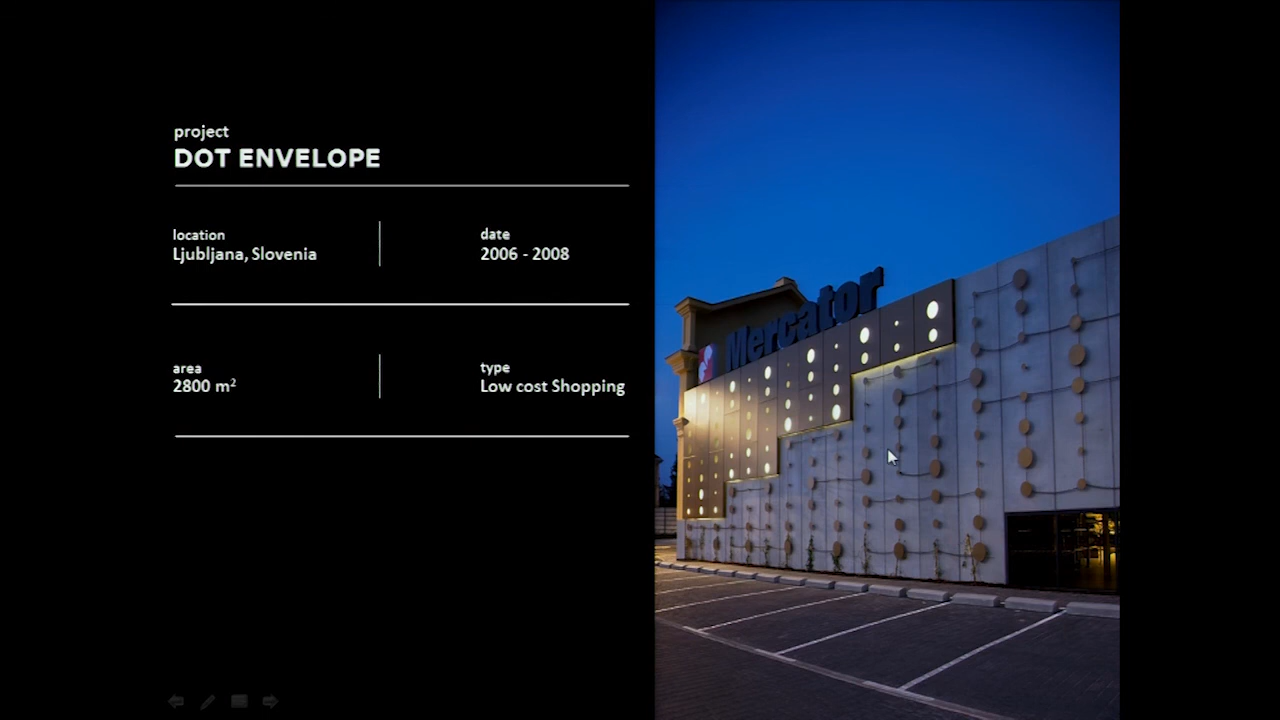 project
DOT ENVELOPE
location
Ljubljana, Slovenia
date
2006 - 2008
area
2800 m²
type
Low cost Shopping
Mercator